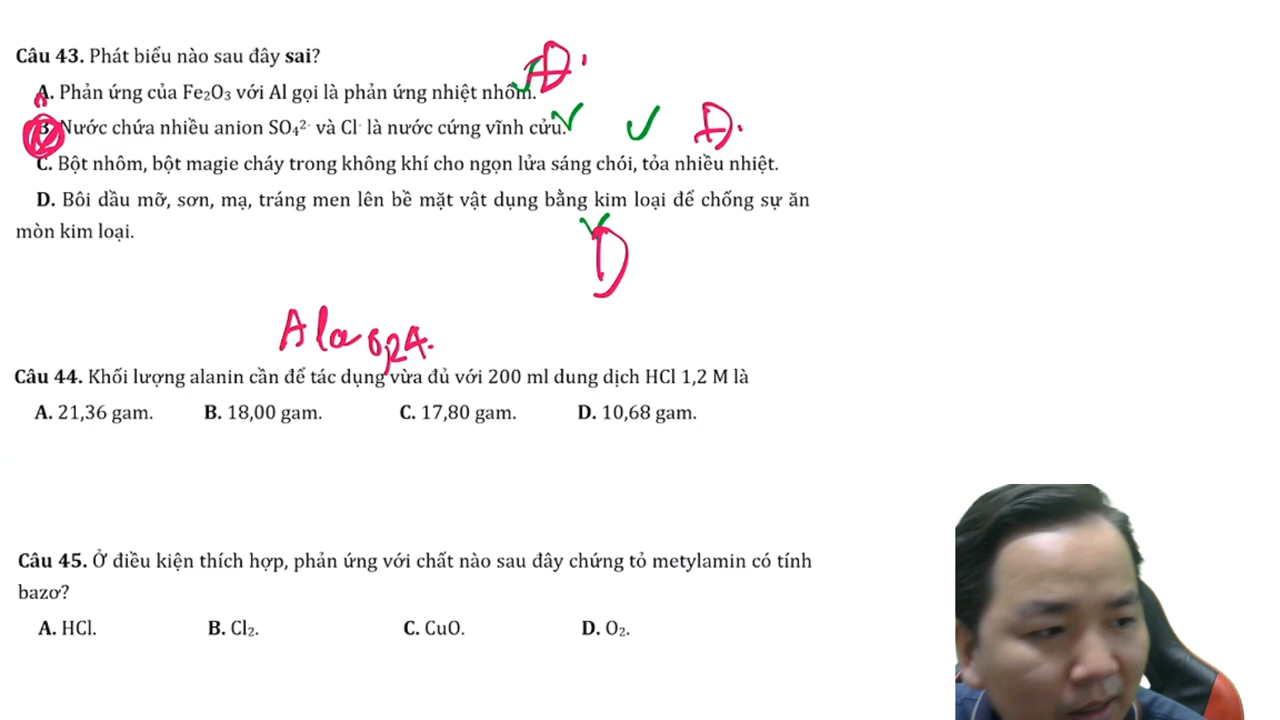 Câu 43. Phát biểu nào sau đây sai?
A. Phản ứng của Fe₂O₃ với Al gọi là phản ứng nhiệt nhôm.
B. Nước chứa nhiều anion SO₄²⁻ và Cl⁻ là nước cứng vĩnh cửu.
C. Bột nhôm, bột magie cháy trong không khí cho ngọn lửa sáng chói, tỏa nhiều nhiệt.
D. Bôi dầu mỡ, sơn, mạ, tráng men lên bề mặt vật dụng bằng kim loại để chống sự ăn
mòn kim loại.
Ala 0,24.
Câu 44. Khối lượng alanin cần để tác dụng vừa đủ với 200 ml dung dịch HCl 1,2 M là
A. 21,36 gam. B. 18,00 gam. C. 17,80 gam. D. 10,68 gam.
Câu 45. Ở điều kiện thích hợp, phản ứng với chất nào sau đây chứng tỏ metylamin có tính
bazơ?
A. HCl. B. Cl₂. C. CuO. D. O₂.